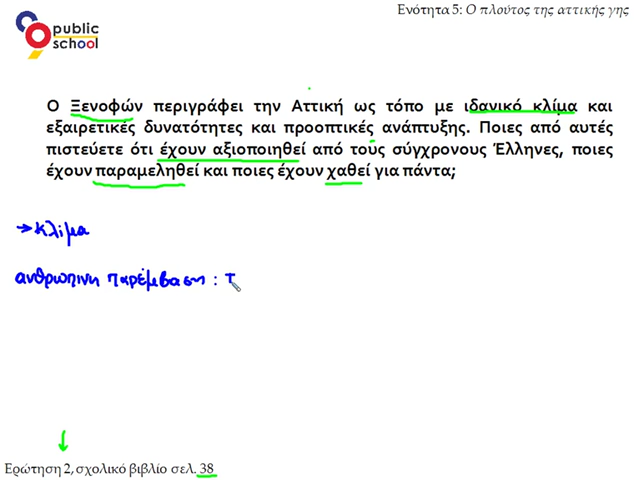 Ενότητα 5: Ο πλούτος της αττικής γης
public
school
Ο Ξενοφών περιγράφει την Αττική ως τόπο με ιδανικό κλίμα και
εξαιρετικές δυνατότητες και προοπτικές ανάπτυξης. Ποιες από αυτές
πιστεύετε ότι έχουν αξιοποιηθεί από τους σύγχρονους Έλληνες, ποιες
έχουν παραμεληθεί και ποιες έχουν χαθεί για πάντα;
→ κλίμα
ανθρωπινη παρέμβαση : τ
Ερώτηση 2, σχολικό βιβλίο σελ. 38